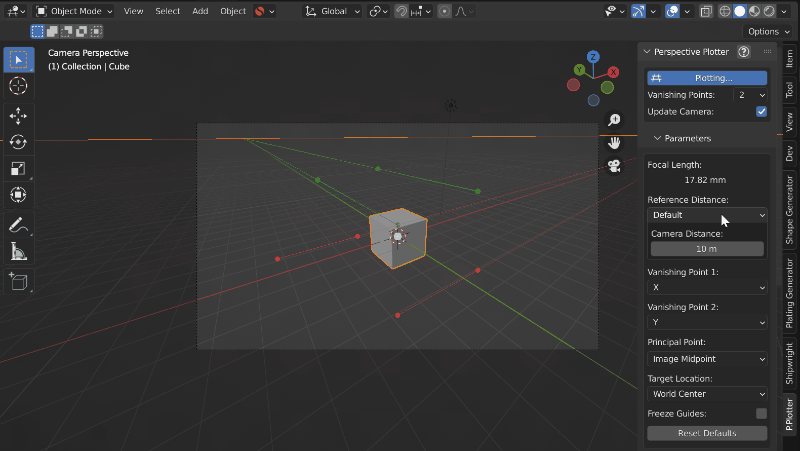 Object Mode
View
Select
Add
Object
Global
Options
Camera Perspective
(1) Collection | Cube
Z
Y
X
Perspective Plotter
Plotting...
Vanishing Points:
2
Update Camera:
Parameters
Focal Length:
17.82 mm
Reference Distance:
Default
Camera Distance:
10 m
Vanishing Point 1:
X
Vanishing Point 2:
Y
Principal Point:
Image Midpoint
Target Location:
World Center
Freeze Guides:
Reset Defaults
Item
Tool
View
Dev
Shape Generator
Plating Generator
Shipwright
P.Plotter